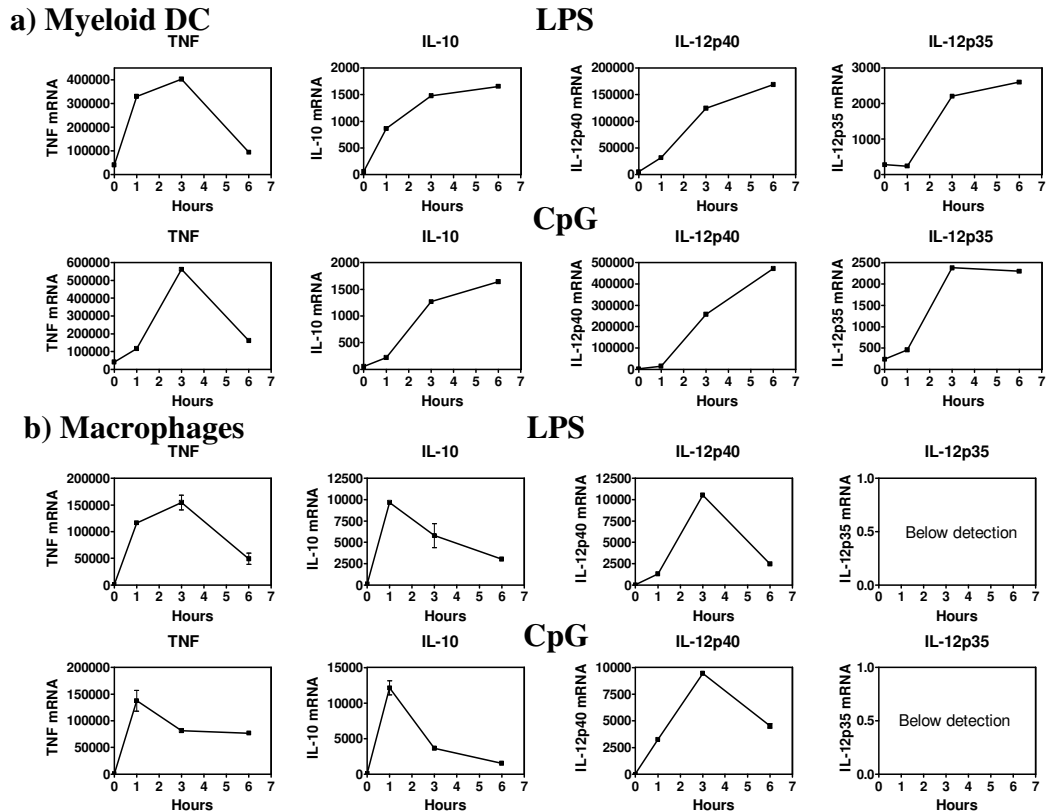 a) Myeloid DC
LPS
TNF
IL-10
IL-12p40
IL-12p35
TNF mRNA
400000
300000
200000
100000
0
0 1 2 3 4 5 6 7
Hours
IL-10 mRNA
2000
1500
1000
500
0
0 1 2 3 4 5 6 7
Hours
IL-12p40 mRNA
200000
150000
100000
50000
0
0 1 2 3 4 5 6 7
Hours
IL-12p35 mRNA
3000
2000
1000
0
0 1 2 3 4 5 6 7
Hours
CpG
TNF
IL-10
IL-12p40
IL-12p35
TNF mRNA
600000
500000
400000
300000
200000
100000
0
0 1 2 3 4 5 6 7
Hours
IL-10 mRNA
2000
1500
1000
500
0
0 1 2 3 4 5 6 7
Hours
IL-12p40 mRNA
500000
400000
300000
200000
100000
0
0 1 2 3 4 5 6 7
Hours
IL-12p35 mRNA
2500
2000
1500
1000
500
0
0 1 2 3 4 5 6 7
Hours
b) Macrophages
LPS
TNF
IL-10
IL-12p40
IL-12p35
TNF mRNA
200000
150000
100000
50000
0
0 1 2 3 4 5 6 7
Hours
IL-10 mRNA
12500
10000
7500
5000
2500
0
0 1 2 3 4 5 6 7
Hours
IL-12p40 mRNA
12500
10000
7500
5000
2500
0
0 1 2 3 4 5 6 7
Hours
IL-12p35 mRNA
1.0
0.5
0.0
Below detection
0 1 2 3 4 5 6 7
Hours
CpG
TNF
IL-10
IL-12p40
IL-12p35
TNF mRNA
200000
150000
100000
50000
0
0 1 2 3 4 5 6 7
Hours
IL-10 mRNA
15000
10000
5000
0
0 1 2 3 4 5 6 7
Hours
IL-12p40 mRNA
10000
7500
5000
2500
0
0 1 2 3 4 5 6 7
Hours
IL-12p35 mRNA
1.0
0.5
0.0
Below detection
0 1 2 3 4 5 6 7
Hours